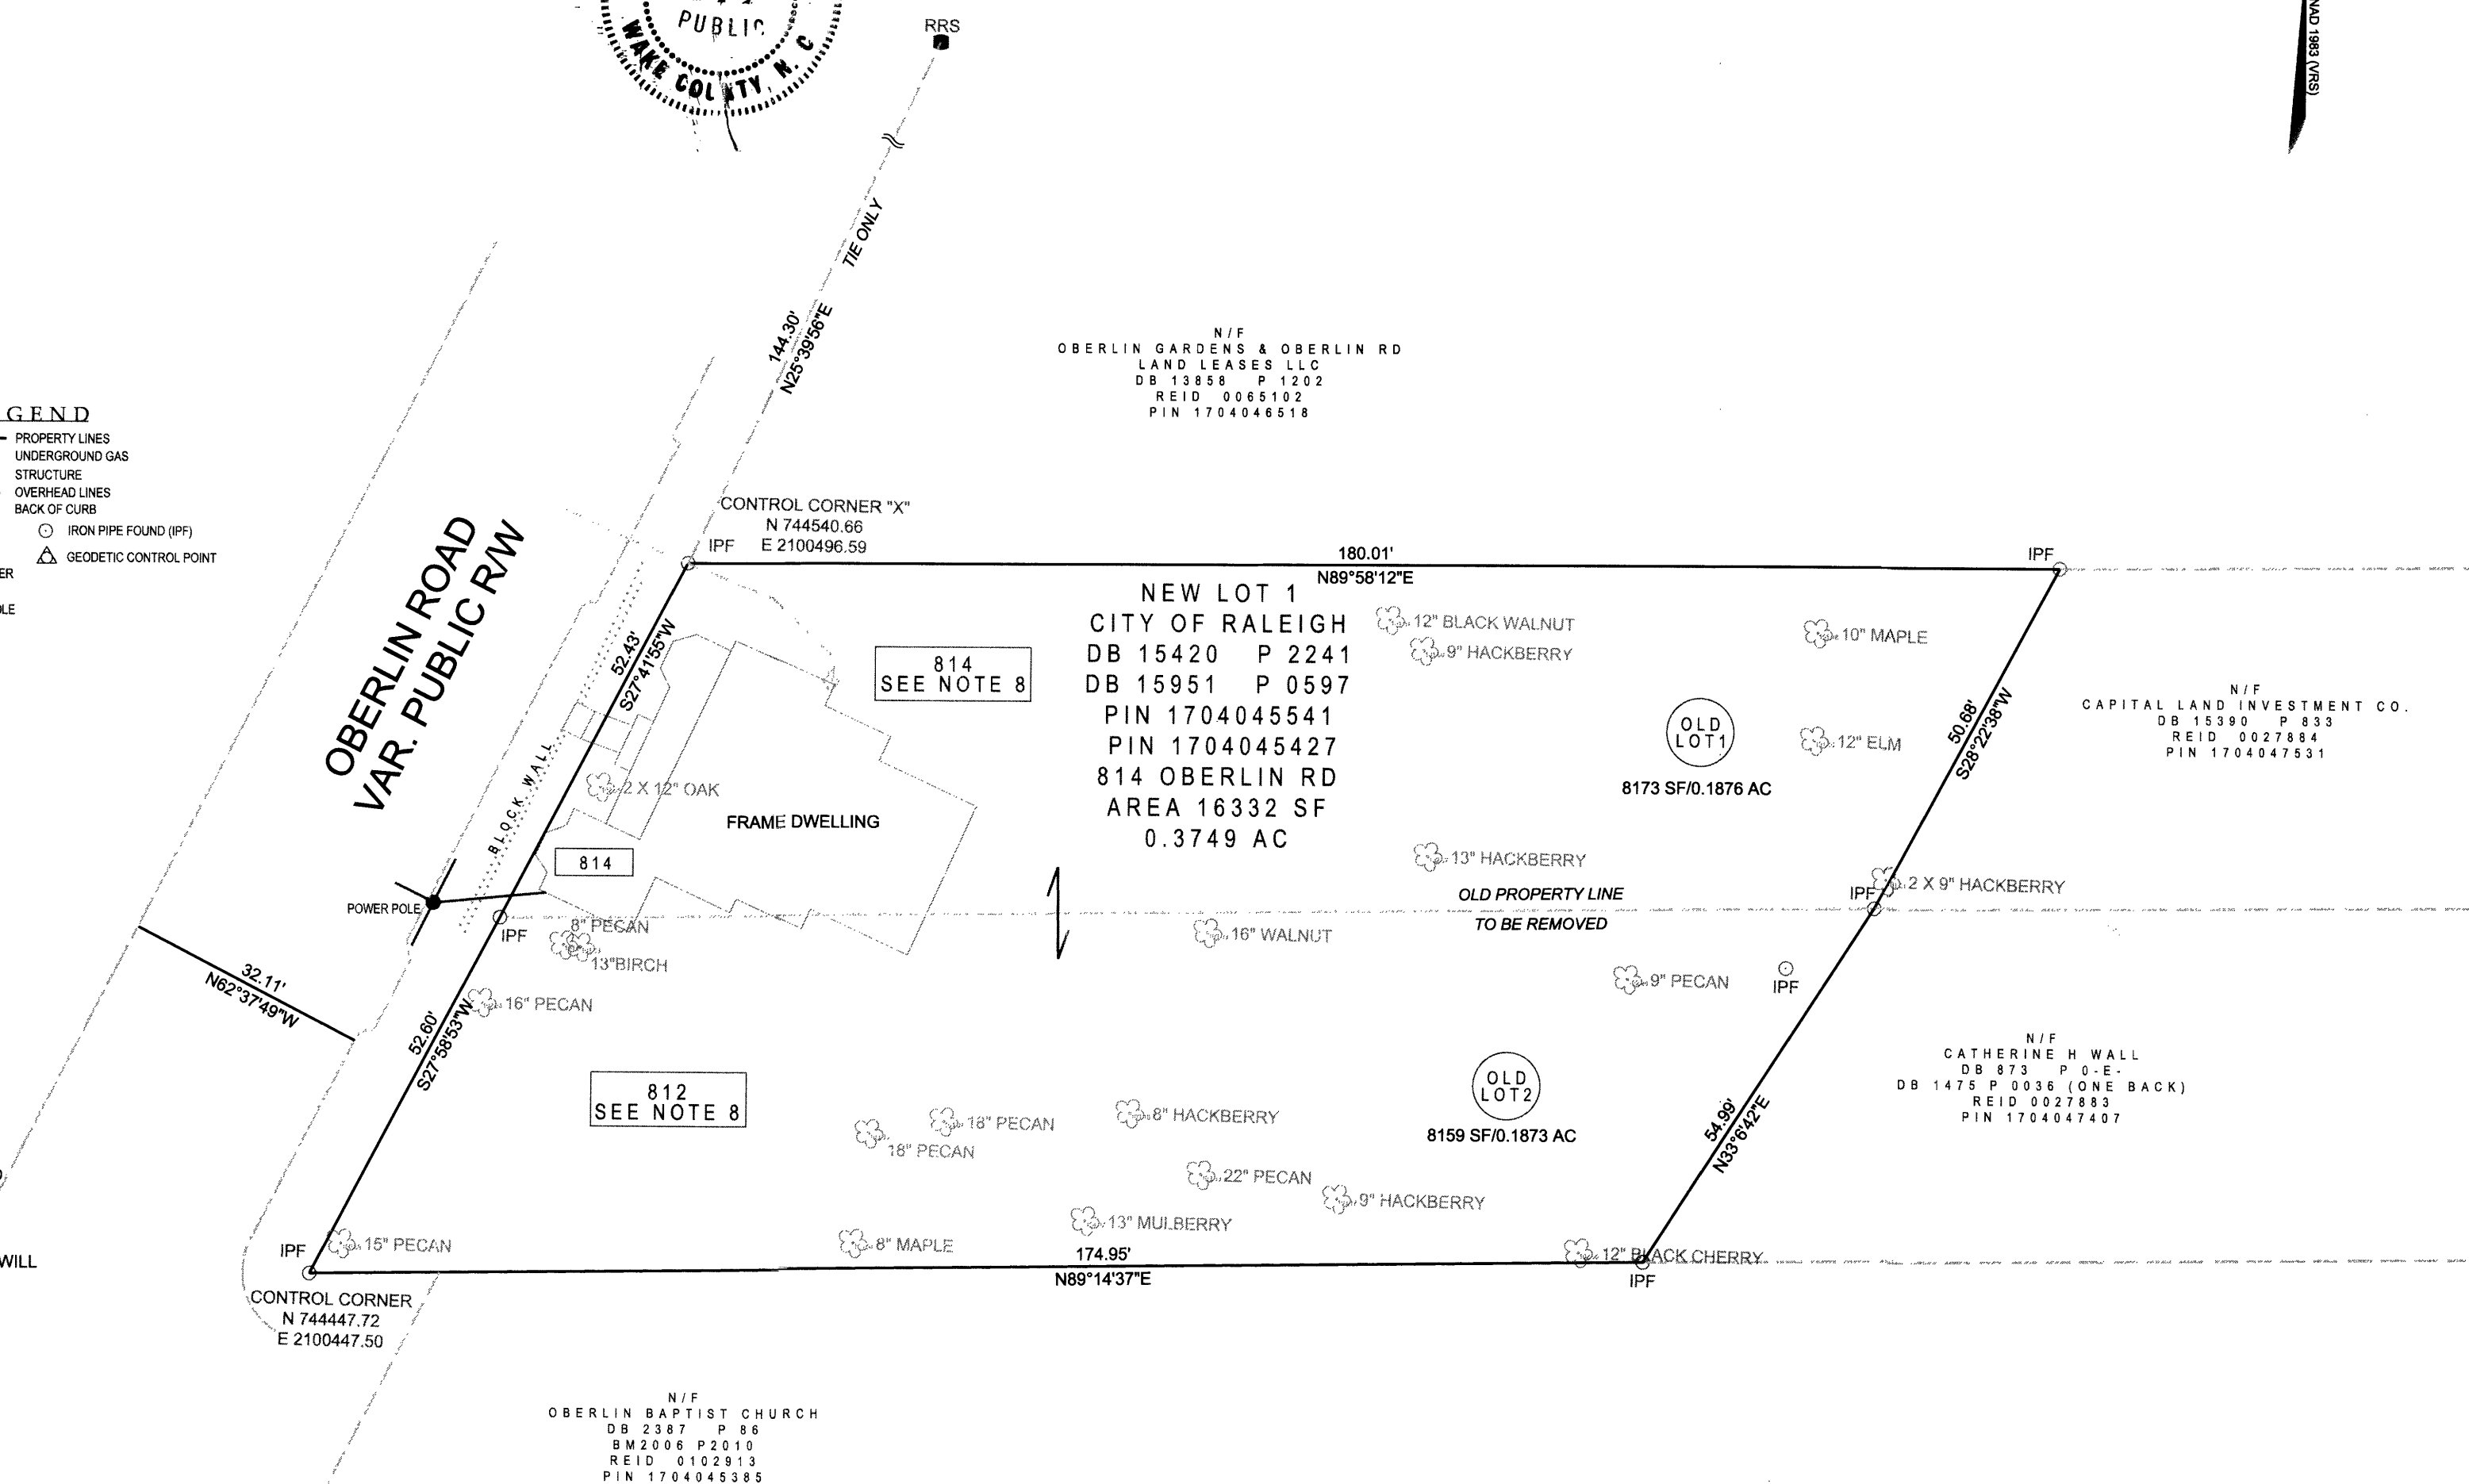 PUBLIC
WAKE COUNTY, N. C
RRS
NAD 1983 (VRS)
TIE ONLY
144.30'
N25°39'56"E
N/F
OBERLIN GARDENS & OBERLIN RD
LAND LEASES LLC
DB 13858 P 1202
REID 0065102
PIN 1704046518
GEND
PROPERTY LINES
UNDERGROUND GAS
STRUCTURE
OVERHEAD LINES
BACK OF CURB
IRON PIPE FOUND (IPF)
GEODETIC CONTROL POINT
ER
OLE
OBERLIN ROAD
VAR. PUBLIC R/W
CONTROL CORNER "X"
N 744540.66
E 2100496.59
IPF
180.01'
N89°58'12"E
IPF
NEW LOT 1
CITY OF RALEIGH
DB 15420 P 2241
DB 15951 P 0597
PIN 1704045541
PIN 1704045427
814 OBERLIN RD
AREA 16332 SF
0.3749 AC
814
SEE NOTE 8
52.43'
S27°41'55"W
12" BLACK WALNUT
9" HACKBERRY
10" MAPLE
OLD
LOT1
12" ELM
8173 SF/0.1876 AC
50.68'
S28°22'38"W
N/F
CAPITAL LAND INVESTMENT CO.
DB 15390 P 833
REID 0027884
PIN 1704047531
BLOCK WALL
2 X 12" OAK
FRAME DWELLING
814
13" HACKBERRY
OLD PROPERTY LINE
TO BE REMOVED
IPF
2 X 9" HACKBERRY
POWER POLE
IPF
8" PECAN
13"BIRCH
16" WALNUT
16" PECAN
9" PECAN
IPF
32.11'
N62°37'49"W
52.60'
S27°58'53"W
812
SEE NOTE 8
18" PECAN
18" PECAN
8" HACKBERRY
OLD
LOT2
8159 SF/0.1873 AC
54.99'
N33°6'42"E
N/F
CATHERINE H WALL
DB 873 P 0-E-
DB 1475 P 0036 (ONE BACK)
REID 0027883
PIN 1704047407
22" PECAN
9" HACKBERRY
13" MULBERRY
WILL
IPF
15" PECAN
8" MAPLE
174.95'
N89°14'37"E
12" BLACK CHERRY
IPF
CONTROL CORNER
N 744447.72
E 2100447.50
N/F
OBERLIN BAPTIST CHURCH
DB 2387 P 86
BM2006 P2010
REID 0102913
PIN 1704045385